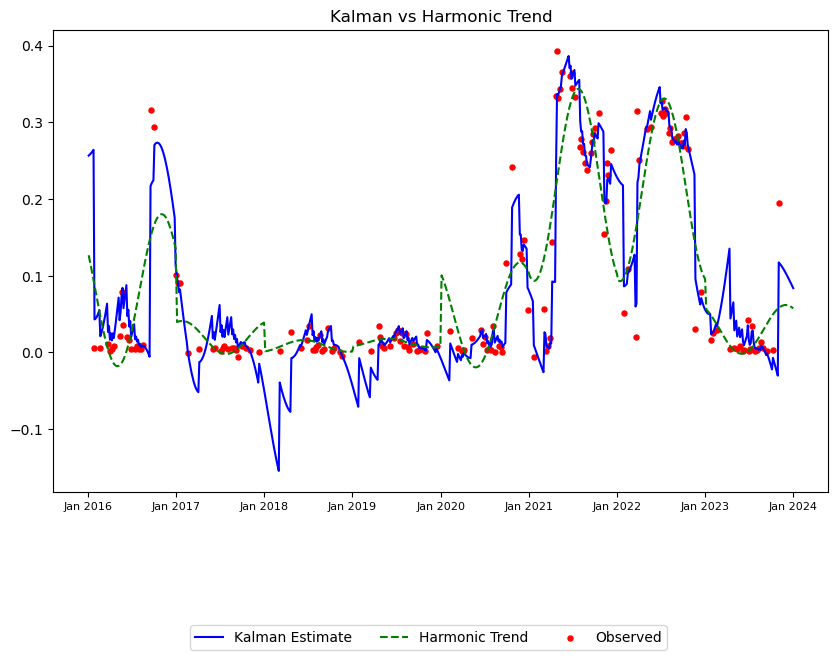 Kalman vs Harmonic Trend
0.4
0.3
0.2
0.1
0.0
−0.1
Jan 2016 Jan 2017 Jan 2018 Jan 2019 Jan 2020 Jan 2021 Jan 2022 Jan 2023 Jan 2024
Kalman Estimate Harmonic Trend Observed